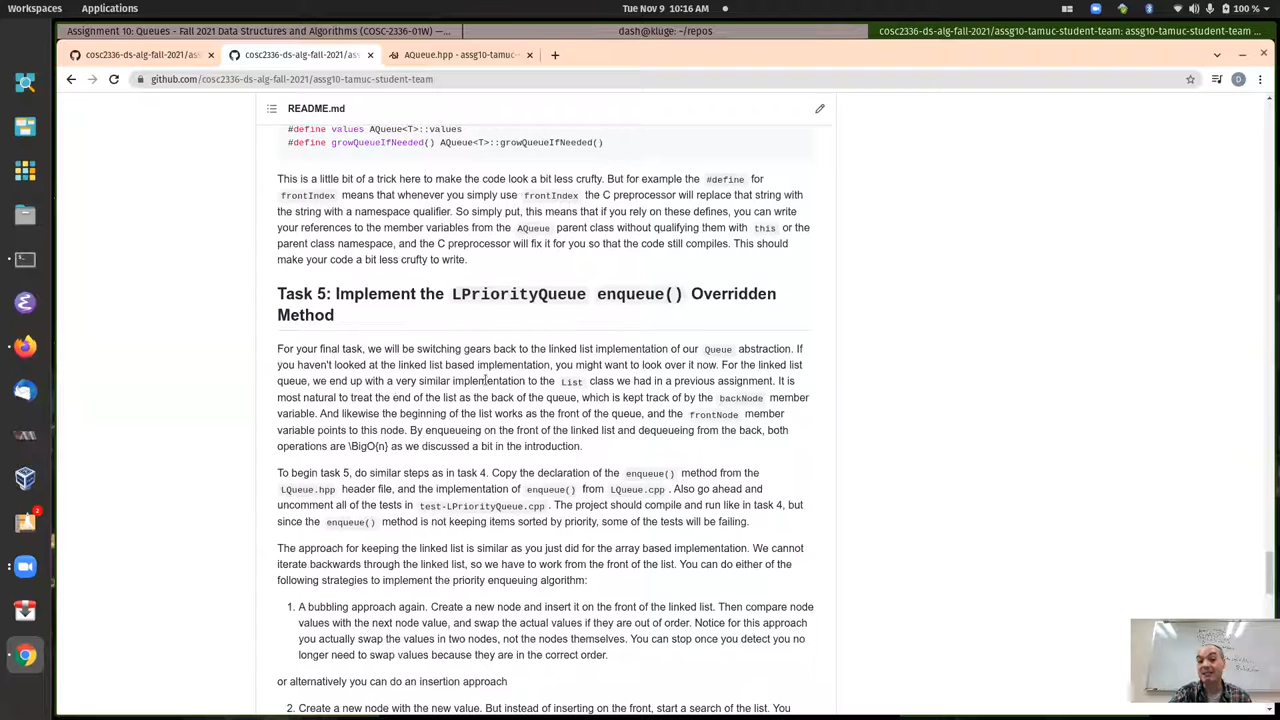 Applications
Tue Nov 9 10:16 AM
100 %
Assignment 10: Queues - Fall 2021 Data Structures and Algorithms (COSC-2336-01W) —...
dash@kluge: ~/repos
cosc2336-ds-alg-fall-2021/assg10-tamuc-student-team: assg10-tamuc-student-team ...
cosc2336-ds-alg-fall-2021/ass
cosc2336-ds-alg-fall-2021/ass
AQueue.hpp - cosc2336-ds-alg
github.com/cosc2336-ds-alg-fall-2021/assg10-tamuc-student-team
D
README.md
#define values AQueue<T>::values
#define growQueueIfNeeded() AQueue<T>::growQueueIfNeeded()
This is a little bit of a trick here to make the code look a bit less crufty. But for example the #define for
frontIndex means that whenever you simply use frontIndex the C preprocessor will replace that string with
the string with a namespace qualifier. So simply put, this means that if you rely on these defines, you can write
your references to the member variables from the AQueue parent class without qualifying them with this or the
parent class namespace, and the C preprocessor will fix it for you so that the code still compiles. This should
make your code a bit less crufty to write.
Task 5: Implement the LPriorityQueue enqueue() Overridden
Method
For your final task, we will be switching gears back to the linked list implementation of our Queue abstraction. If
you haven't looked at the linked list based implementation, you might want to look over it now. For the linked list
queue, we end up with a very similar implementation to the List class we had in a previous assignment. It is
most natural to treat the end of the list as the back of the queue, which is kept track of by the backNode member
variable. And likewise the beginning of the list works as the front of the queue, and the frontNode member
variable points to this node. By enqueueing on the front of the linked list and dequeueing from the back, both
operations are \BigO{n} as we discussed a bit in the introduction.
To begin task 5, do similar steps as in task 4. Copy the declaration of the enqueue() method from the
LQueue.hpp header file, and the implementation of enqueue() from LQueue.cpp . Also go ahead and
uncomment all of the tests in test-LPriorityQueue.cpp . The project should compile and run like in task 4, but
since the enqueue() method is not keeping items sorted by priority, some of the tests will be failing.
The approach for keeping the linked list is similar as you just did for the array based implementation. We cannot
iterate backwards through the linked list, so we have to work from the front of the list. You can do either of the
following strategies to implement the priority enqueuing algorithm:
1. A bubbling approach again. Create a new node and insert it on the front of the linked list. Then compare node
values with the next node value, and swap the actual values if they are out of order. Notice for this approach
you actually swap the values in two nodes, not the nodes themselves. You can stop once you detect you no
longer need to swap values because they are in the correct order.
or alternatively you can do an insertion approach
2. Create a new node with the new value. But instead of inserting on the front, start a search of the list. You